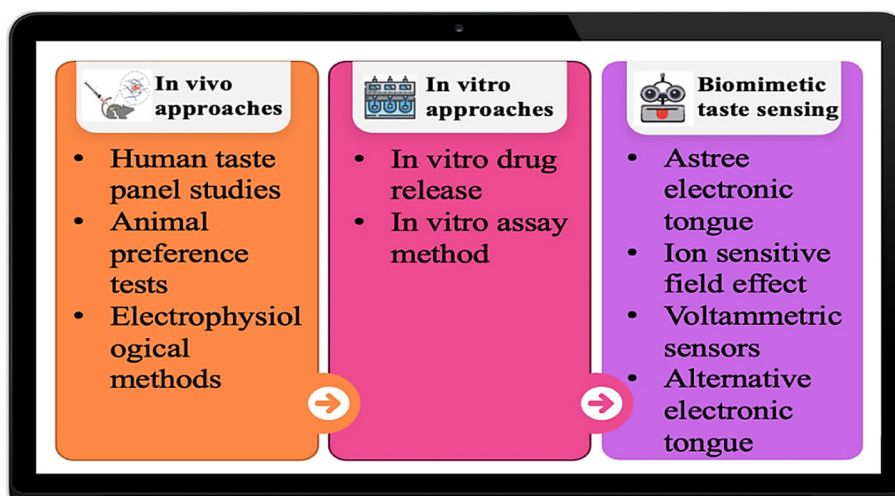 In vivo
approaches
• Human taste
panel studies
• Animal
preference
tests
• Electrophysiol
ogical
methods
In vitro
approaches
• In vitro drug
release
• In vitro assay
method
Biomimetic
taste sensing
• Astree
electronic
tongue
• Ion sensitive
field effect
• Voltammetric
sensors
• Alternative
electronic
tongue